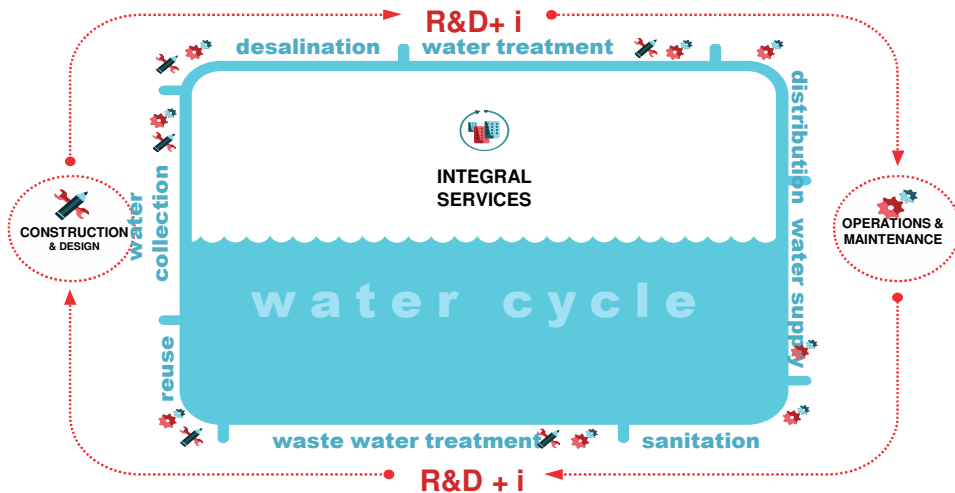 R&D+ i
desalination
water treatment
distribution
water supply
INTEGRAL
SERVICES
CONSTRUCTION
& DESIGN
water
collection
OPERATIONS &
MAINTENANCE
water cycle
reuse
waste water treatment
sanitation
R&D + i